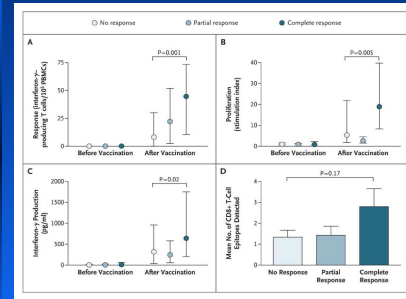 No response Partial response Complete response
A
Response (interferon-γ–
producing T cells/10⁵ PBMCs)
75
50
25
0
P=0.001
Before Vaccination After Vaccination
B
Proliferation
(stimulation index)
40
30
20
10
0
P=0.005
Before Vaccination After Vaccination
C
Interferon-γ Production
(pg/ml)
2000
1500
1000
500
0
P=0.02
Before Vaccination After Vaccination
D
Mean No. of CD8+ T-Cell
Epitopes Detected
4
3
2
1
0
P=0.17
No Response Partial Response Complete Response